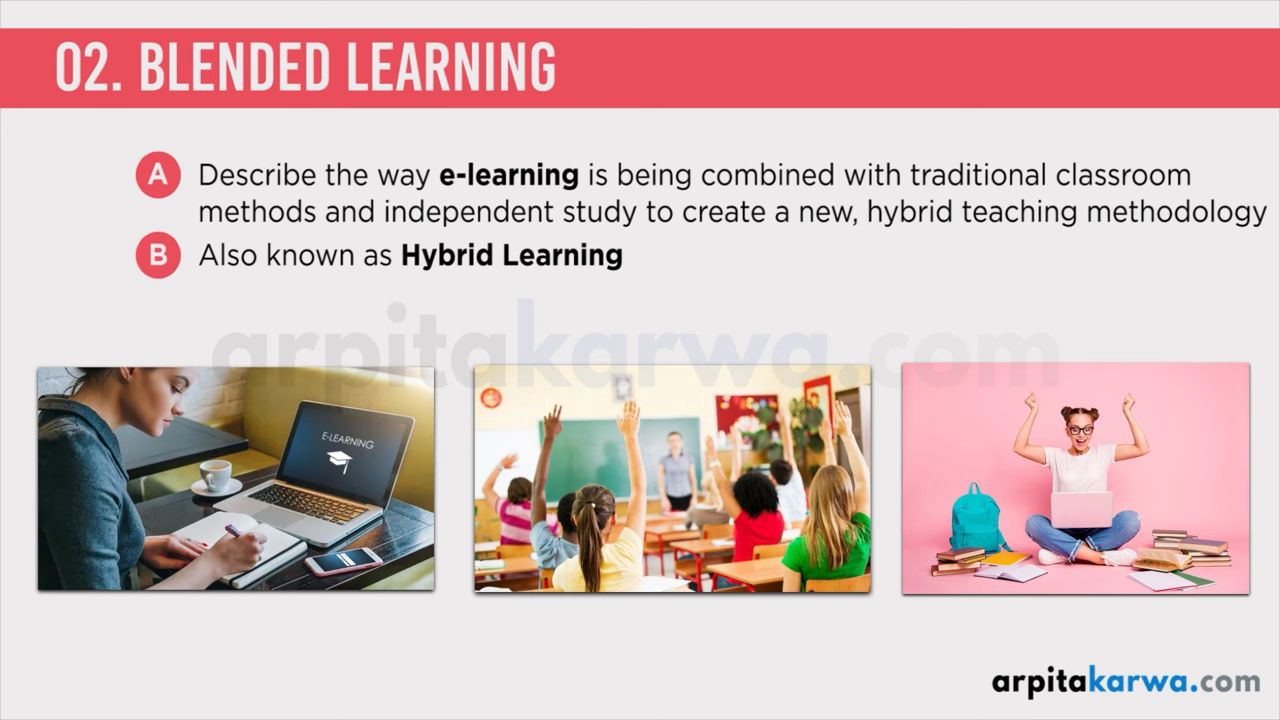 02. BLENDED LEARNING
A Describe the way e-learning is being combined with traditional classroom
methods and independent study to create a new, hybrid teaching methodology
B Also known as Hybrid Learning
arpitakarwa.com
E-LEARNING
arpitakarwa.com